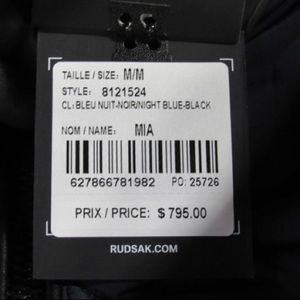 TAILLE / SIZE: M/M
STYLE: 8121524
CL: BLEU NUIT-NOIR/NIGHT BLUE-BLACK
NOM / NAME: MIA
627866781982 PO: 25726
PRIX / PRICE: $ 795.00
RUDSAK.COM